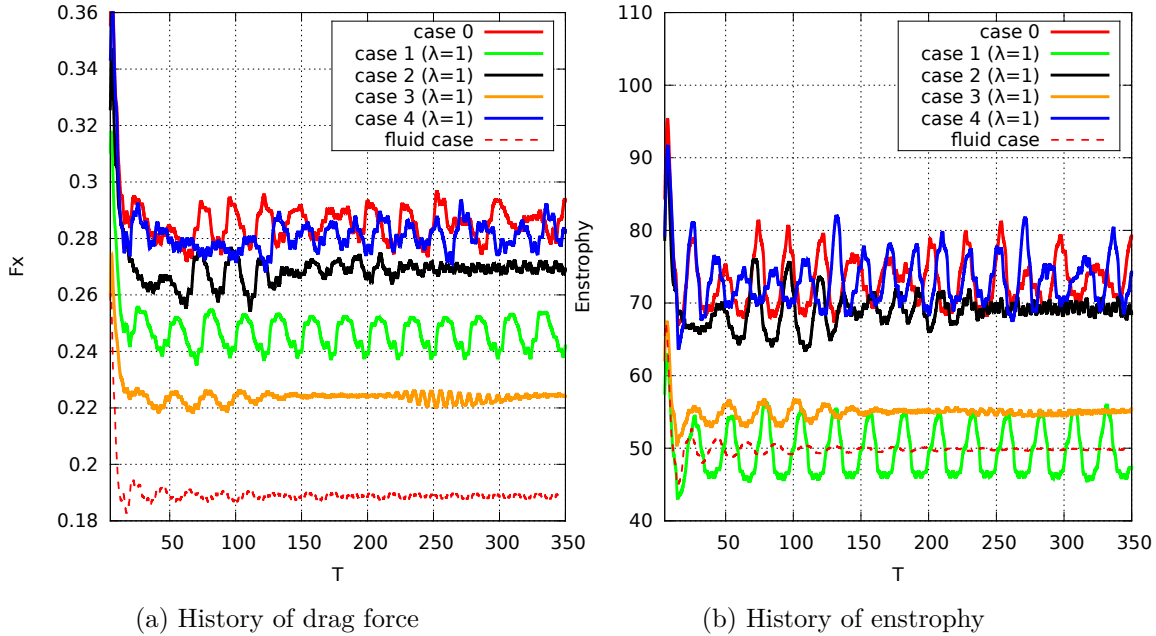 0.36
0.34
0.32
0.3
0.28
0.26
0.24
0.22
0.2
0.18
Fx
50 100 150 200 250 300 350
T
case 0
case 1 (λ=1)
case 2 (λ=1)
case 3 (λ=1)
case 4 (λ=1)
fluid case
(a) History of drag force
110
100
90
80
70
60
50
40
Enstrophy
50 100 150 200 250 300 350
T
case 0
case 1 (λ=1)
case 2 (λ=1)
case 3 (λ=1)
case 4 (λ=1)
fluid case
(b) History of enstrophy